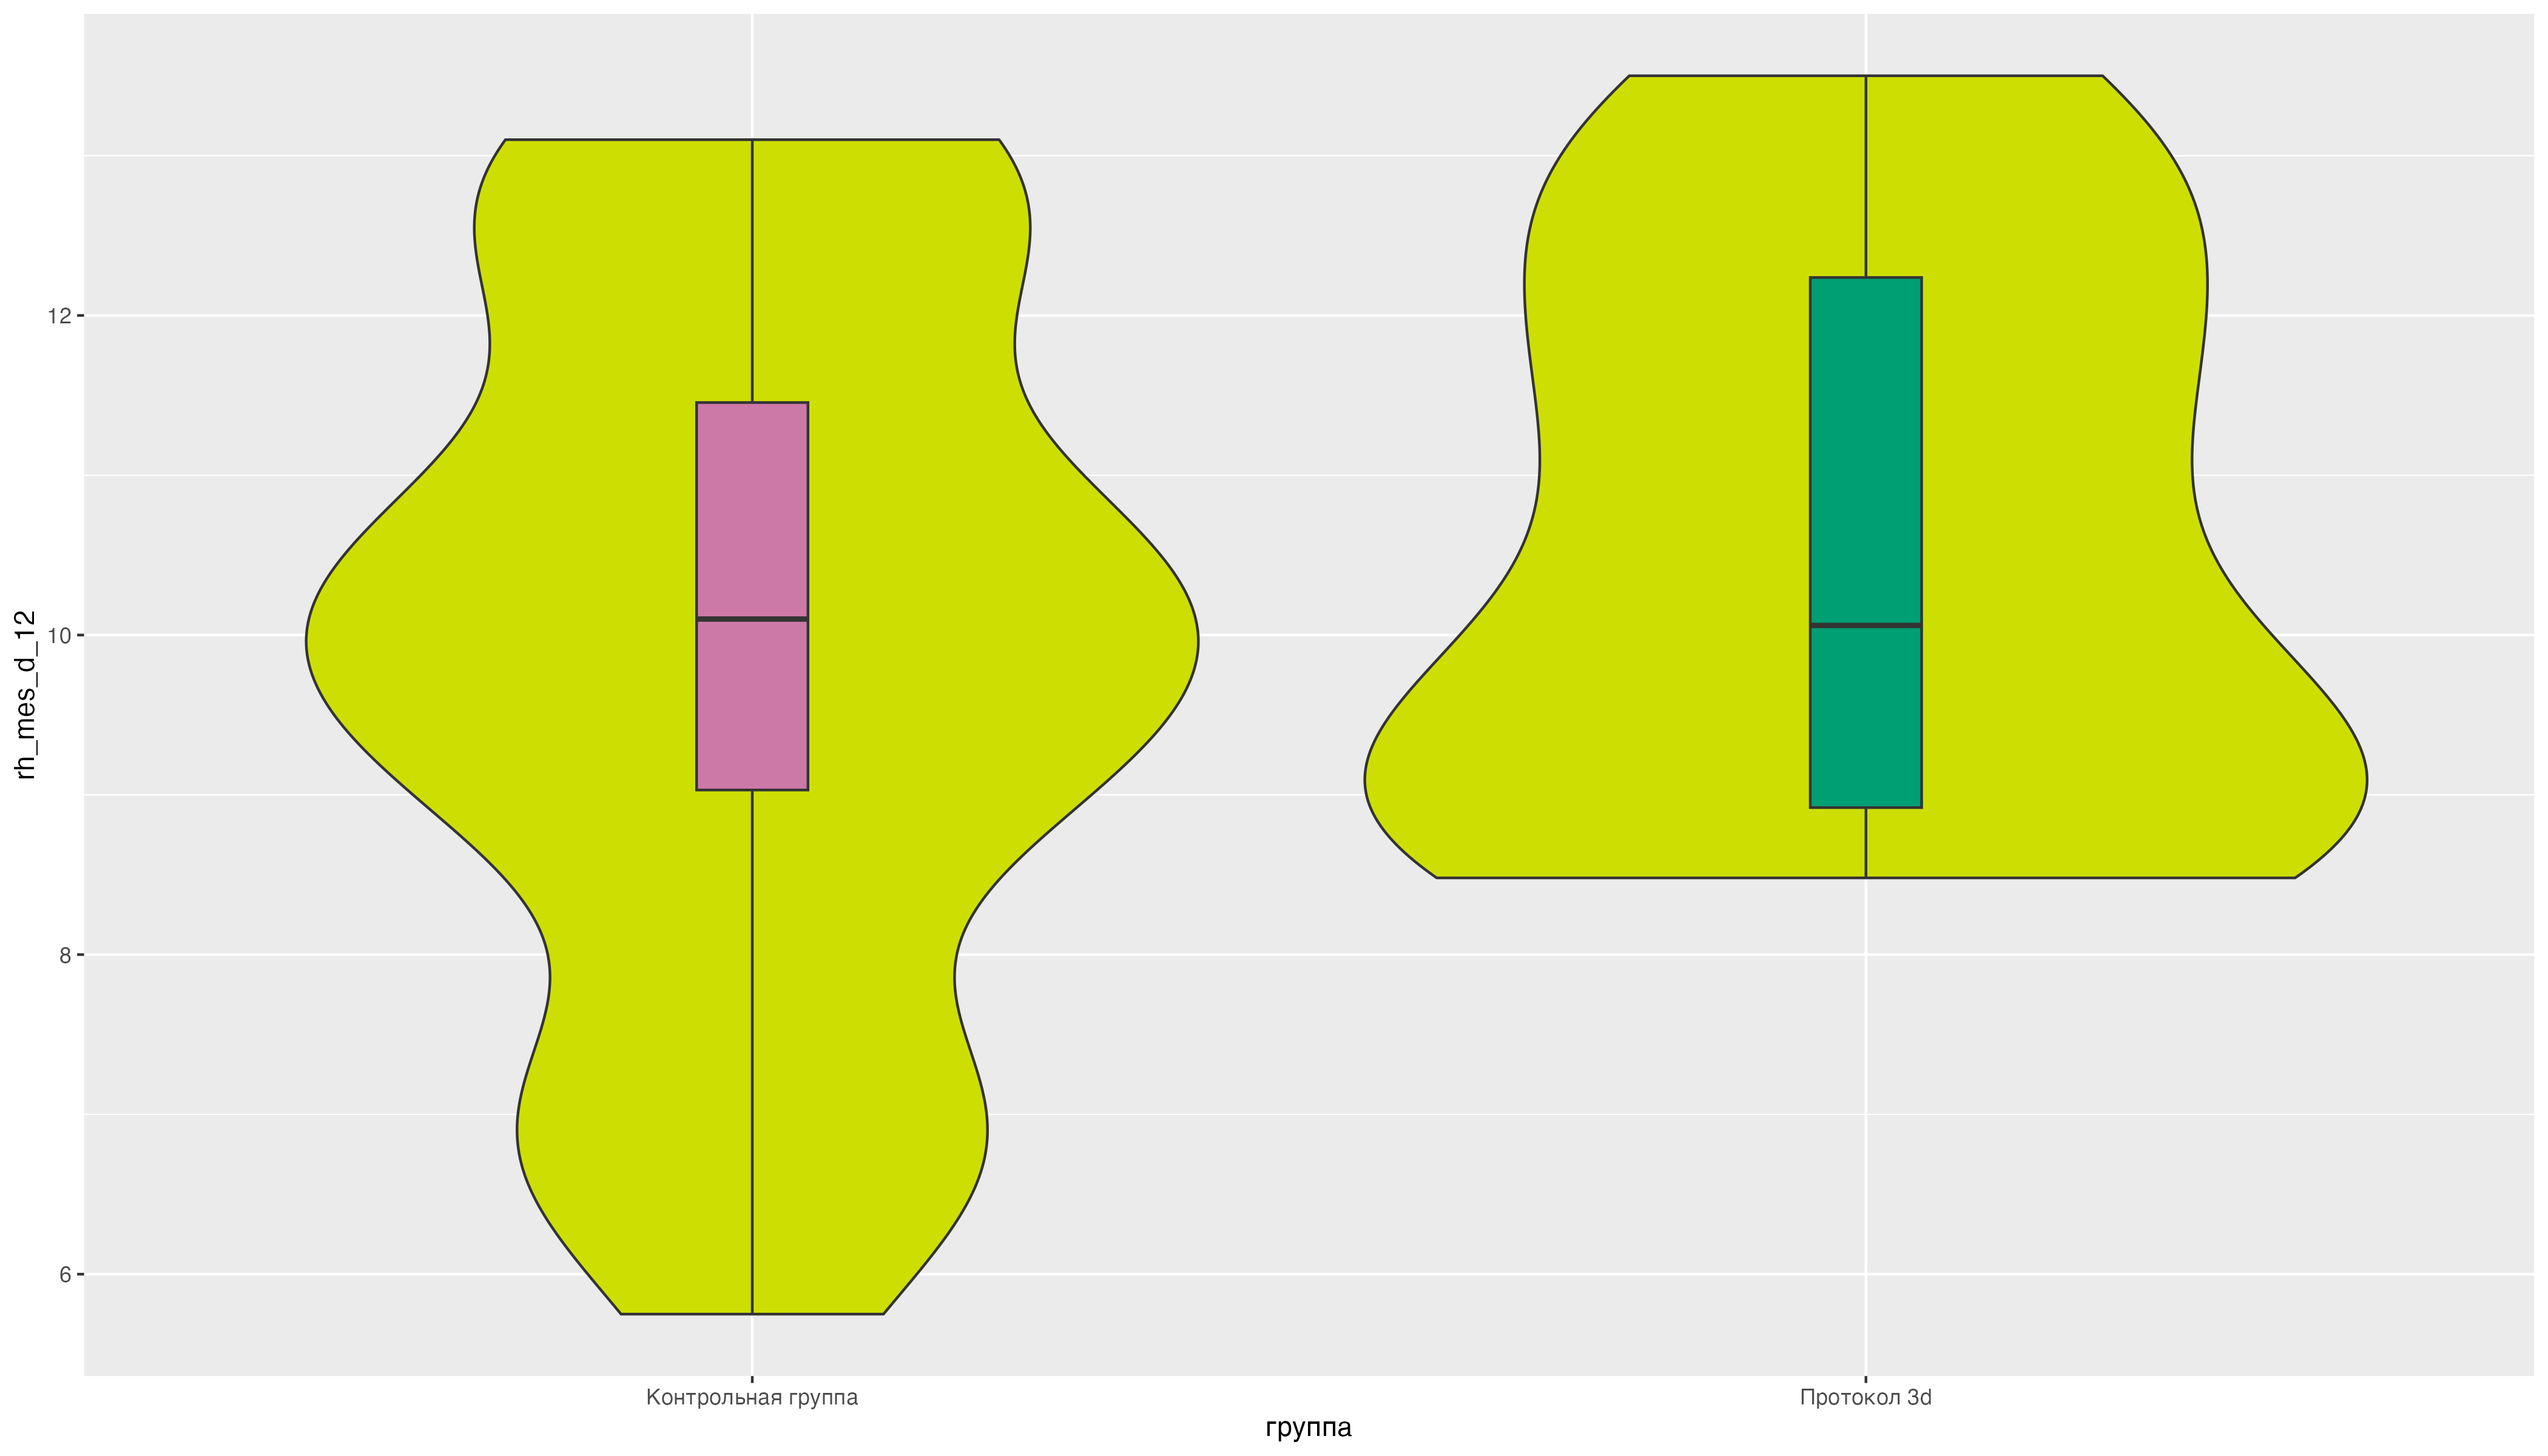 rh_mes_d_12
12
10
8
6
Контрольная группа
Протокол 3d
группа